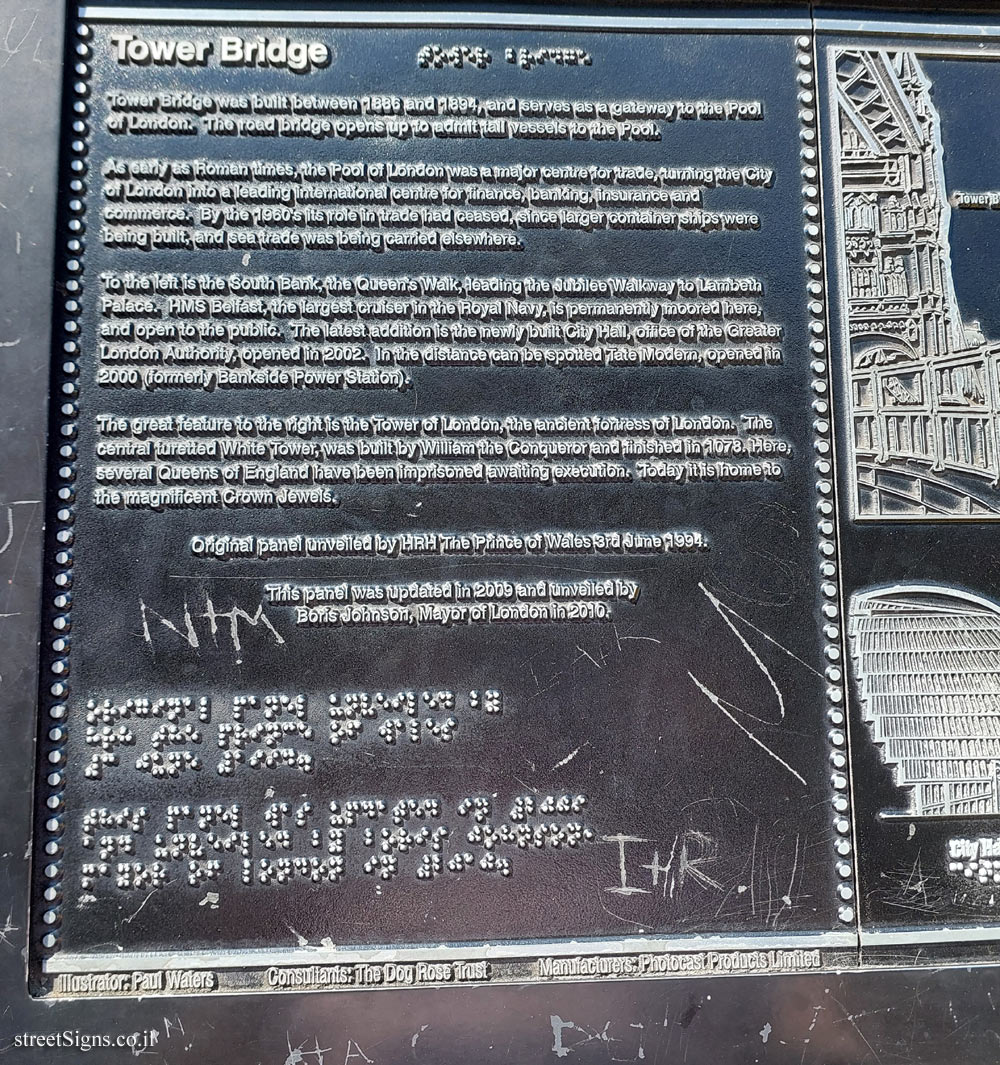 Tower Bridge
Tower Bridge was built between 1886 and 1894, and serves as a gateway to the Pool
of London. The road bridge opens up to admit tall vessels to the Pool.
As early as Roman times, the Pool of London was a major centre for trade, turning the City
of London into a leading international centre for finance, banking, insurance and
commerce. By the 1960's its role in trade had ceased, since larger container ships were
being built, and sea trade was being carried elsewhere.
To the left is the South Bank, the Queen's Walk, leading the Jubilee Walkway to Lambeth
Palace. HMS Belfast, the largest cruiser in the Royal Navy, is permanently moored here,
and open to the public. The latest addition is the newly built City Hall, office of the Greater
London Authority, opened in 2002. In the distance can be spotted Tate Modern, opened in
2000 (formerly Bankside Power Station).
The great feature to the right is the Tower of London, the ancient fortress of London. The
central turetted White Tower, was built by William the Conqueror and finished in 1078. Here,
several Queens of England have been imprisoned awaiting execution. Today it is home to
the magnificent Crown Jewels.
Original panel unveiled by HRH The Prince of Wales 3rd June 1994.
This panel was updated in 2009 and unveiled by
Boris Johnson, Mayor of London in 2010.
N+M
I+R
Illustrator: Paul Waters Consultants: The Dog Rose Trust Manufacturers: Photocast Products Limited
Tower B
City Ha
HA
streetSigns.co.il